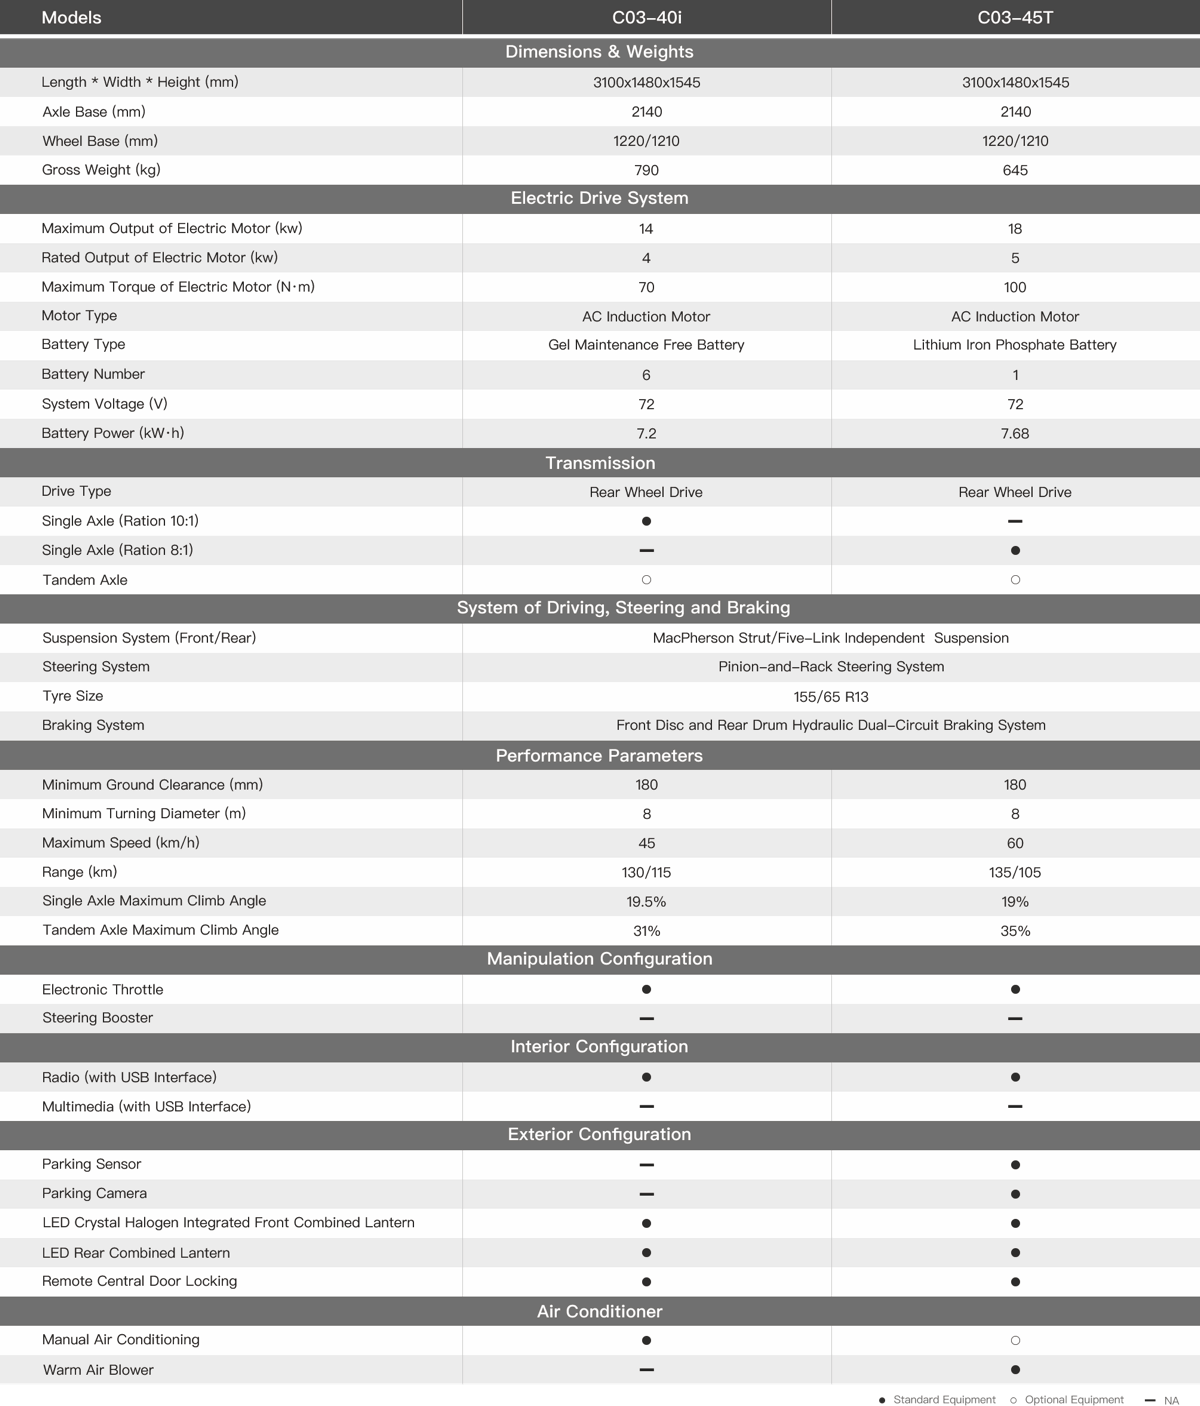 Models C03-40i C03-45T
Dimensions & Weights
Length * Width * Height (mm) 3100x1480x1545 3100x1480x1545
Axle Base (mm) 2140 2140
Wheel Base (mm) 1220/1210 1220/1210
Gross Weight (kg) 790 645
Electric Drive System
Maximum Output of Electric Motor (kw) 14 18
Rated Output of Electric Motor (kw) 4 5
Maximum Torque of Electric Motor (N·m) 70 100
Motor Type AC Induction Motor AC Induction Motor
Battery Type Gel Maintenance Free Battery Lithium Iron Phosphate Battery
Battery Number 6 1
System Voltage (V) 72 72
Battery Power (kW·h) 7.2 7.68
Transmission
Drive Type Rear Wheel Drive Rear Wheel Drive
Single Axle (Ration 10:1) ● —
Single Axle (Ration 8:1) — ●
Tandem Axle ○ ○
System of Driving, Steering and Braking
Suspension System (Front/Rear) MacPherson Strut/Five-Link Independent Suspension
Steering System Pinion-and-Rack Steering System
Tyre Size 155/65 R13
Braking System Front Disc and Rear Drum Hydraulic Dual-Circuit Braking System
Performance Parameters
Minimum Ground Clearance (mm) 180 180
Minimum Turning Diameter (m) 8 8
Maximum Speed (km/h) 45 60
Range (km) 130/115 135/105
Single Axle Maximum Climb Angle 19.5% 19%
Tandem Axle Maximum Climb Angle 31% 35%
Manipulation Configuration
Electronic Throttle ● ●
Steering Booster — —
Interior Configuration
Radio (with USB Interface) ● ●
Multimedia (with USB Interface) — —
Exterior Configuration
Parking Sensor — ●
Parking Camera — ●
LED Crystal Halogen Integrated Front Combined Lantern ● ●
LED Rear Combined Lantern ● ●
Remote Central Door Locking ● ●
Air Conditioner
Manual Air Conditioning ● ○
Warm Air Blower — ●
● Standard Equipment ○ Optional Equipment — NA